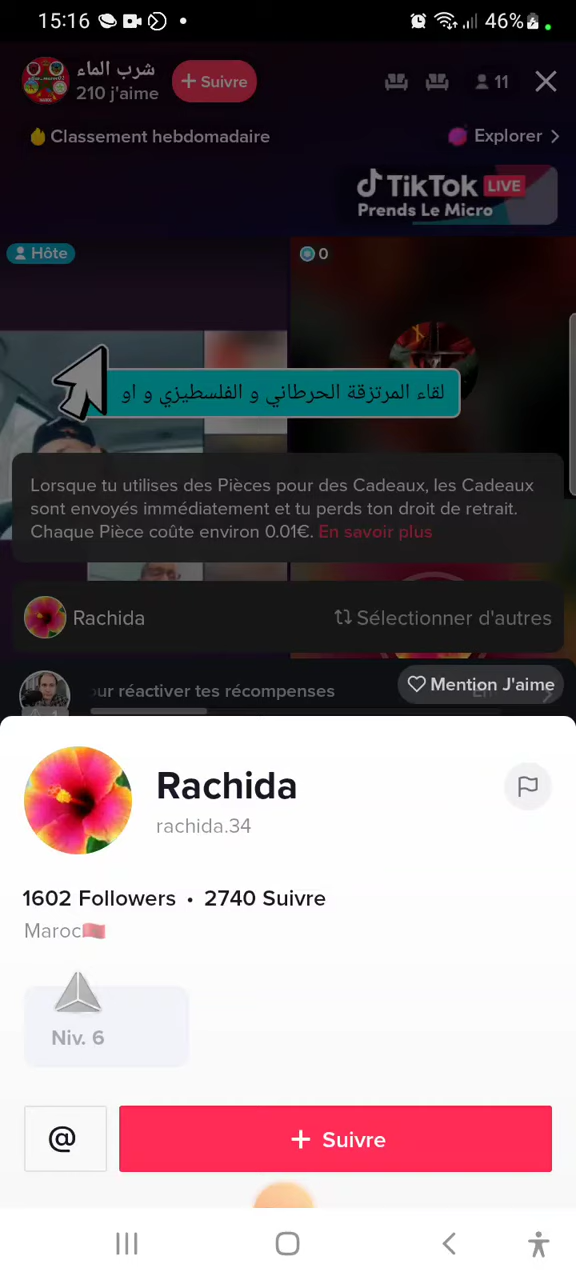 15:16
46%
شرب الماء
210 j'aime
+ Suivre
11
Classement hebdomadaire
Explorer
TikTok LIVE
Prends Le Micro
Hôte
0
لقاء المرتزقة الحرطاني و الفلسطيزي و او
Lorsque tu utilises des Pièces pour des Cadeaux, les Cadeaux
sont envoyés immédiatement et tu perds ton droit de retrait.
Chaque Pièce coûte environ 0.01€. En savoir plus
Rachida
Sélectionner d'autres
our réactiver tes récompenses
Mention J'aime
Rachida
rachida.34
1602 Followers • 2740 Suivre
Maroc
Niv. 6
@
+ Suivre